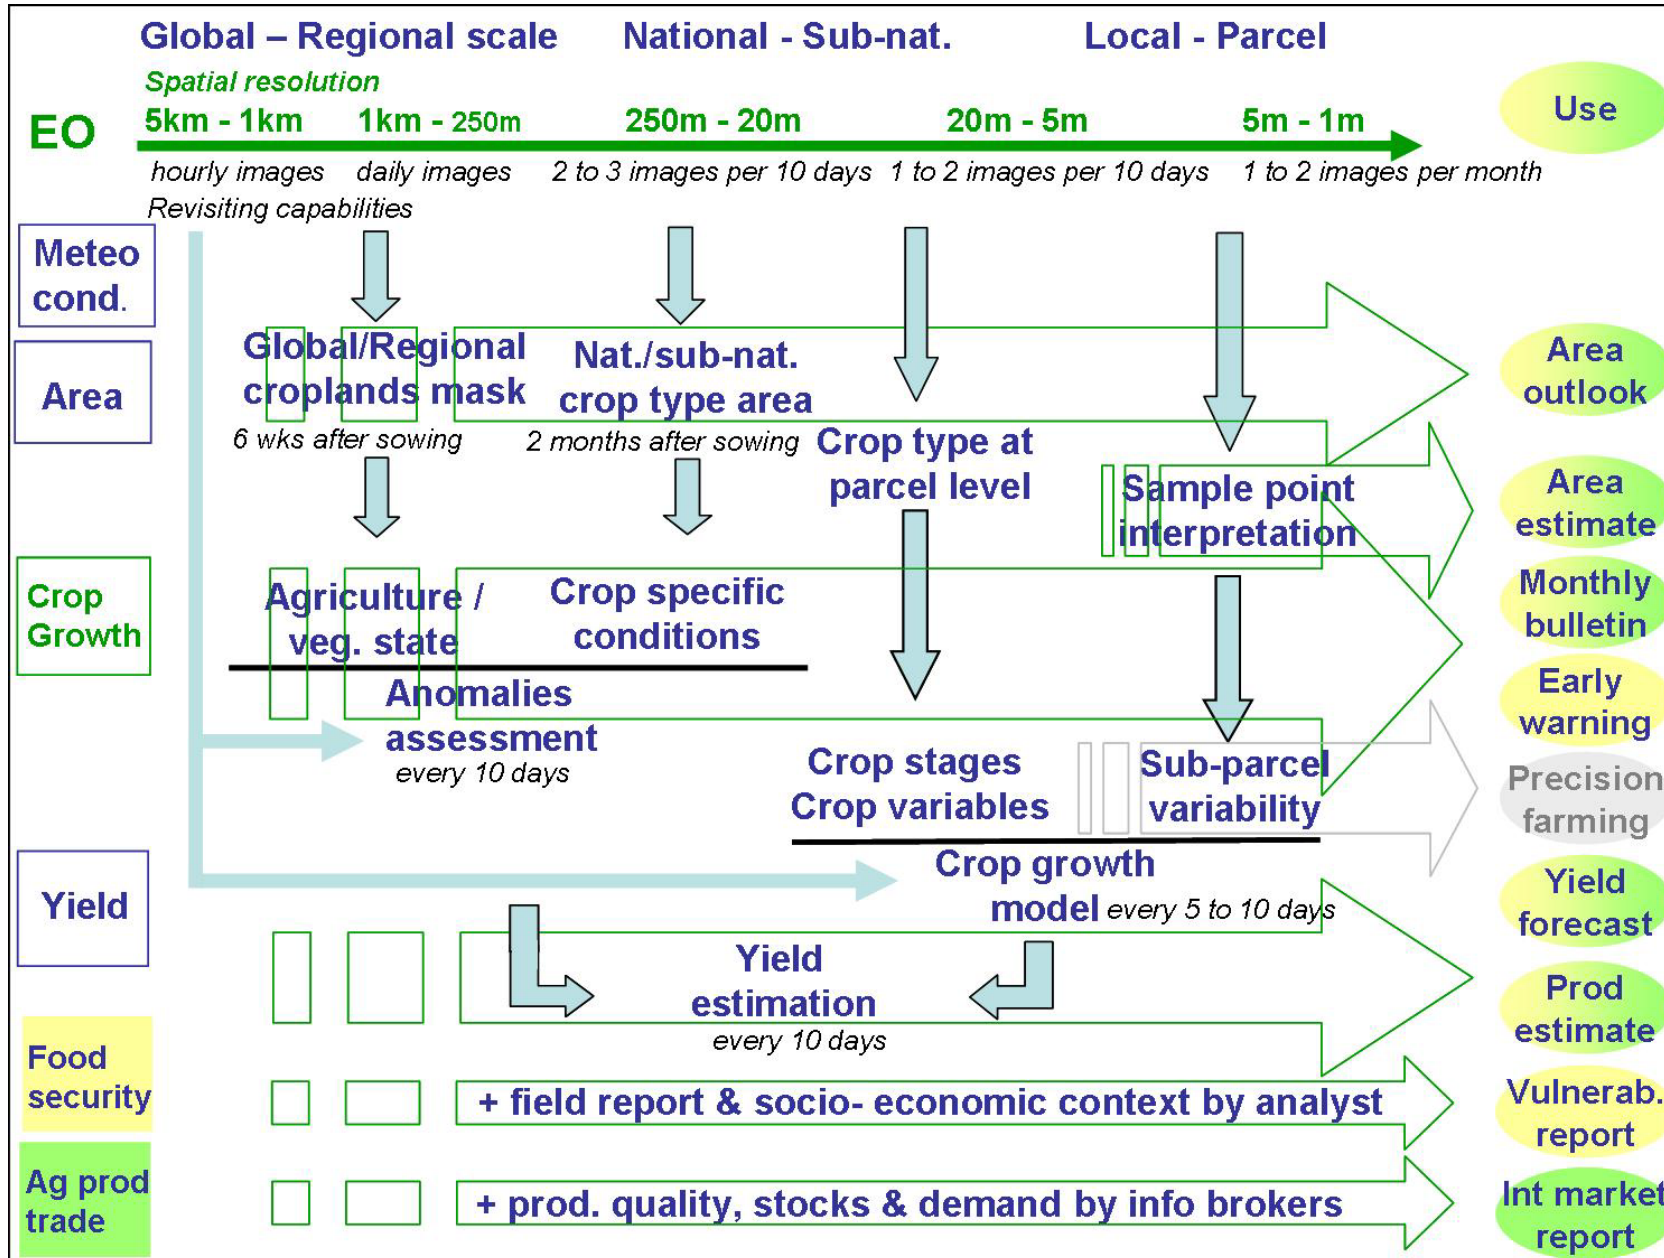 Global – Regional scale
National - Sub-nat.
Local - Parcel
Spatial resolution
EO
5km - 1km
1km - 250m
250m - 20m
20m - 5m
5m - 1m
Use
hourly images
daily images
2 to 3 images per 10 days
1 to 2 images per 10 days
1 to 2 images per month
Revisiting capabilities
Meteo
cond.
Area
Global/Regional
croplands mask
6 wks after sowing
Nat./sub-nat.
crop type area
2 months after sowing
Crop type at
parcel level
Sample point
interpretation
Area
outlook
Area
estimate
Crop
Growth
Agriculture /
veg. state
Crop specific
conditions
Anomalies
assessment
every 10 days
Crop stages
Crop variables
Sub-parcel
variability
Monthly
bulletin
Early
warning
Precision
farming
Yield
Crop growth
model every 5 to 10 days
Yield
estimation
every 10 days
Yield
forecast
Prod
estimate
Food
security
+ field report & socio- economic context by analyst
Vulnerab.
report
Ag prod
trade
+ prod. quality, stocks & demand by info brokers
Int market
report